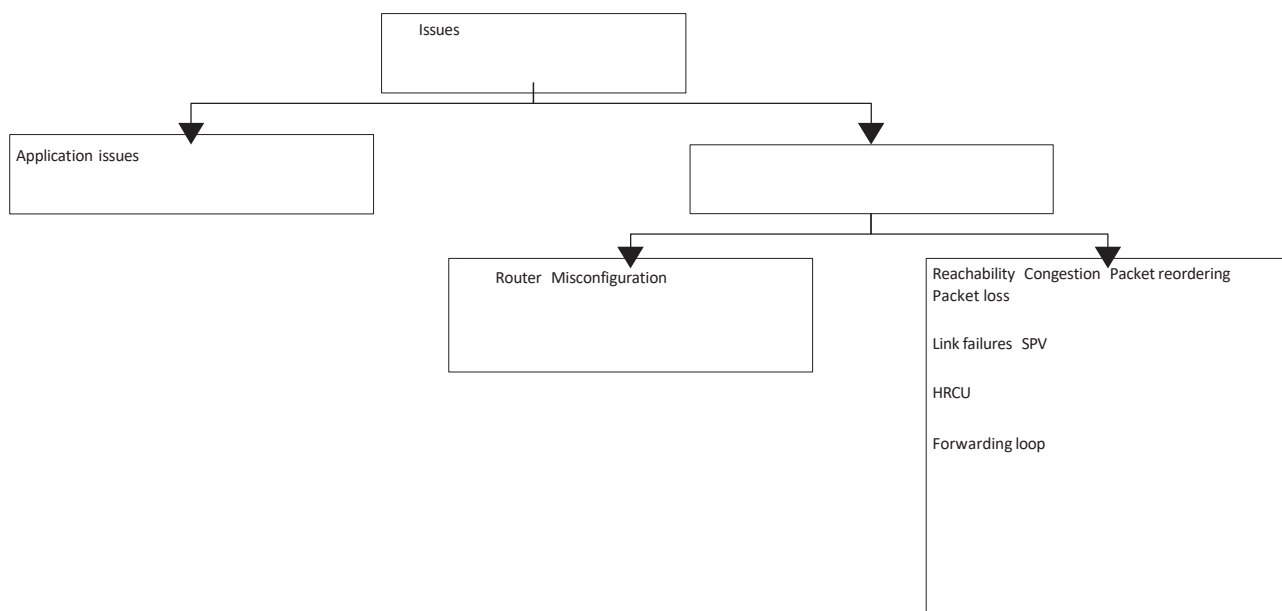 Issues
Application issues
Router Misconfiguration
Reachability Congestion Packet reordering
Packet loss
Link failures SPV
HRCU
Forwarding loop